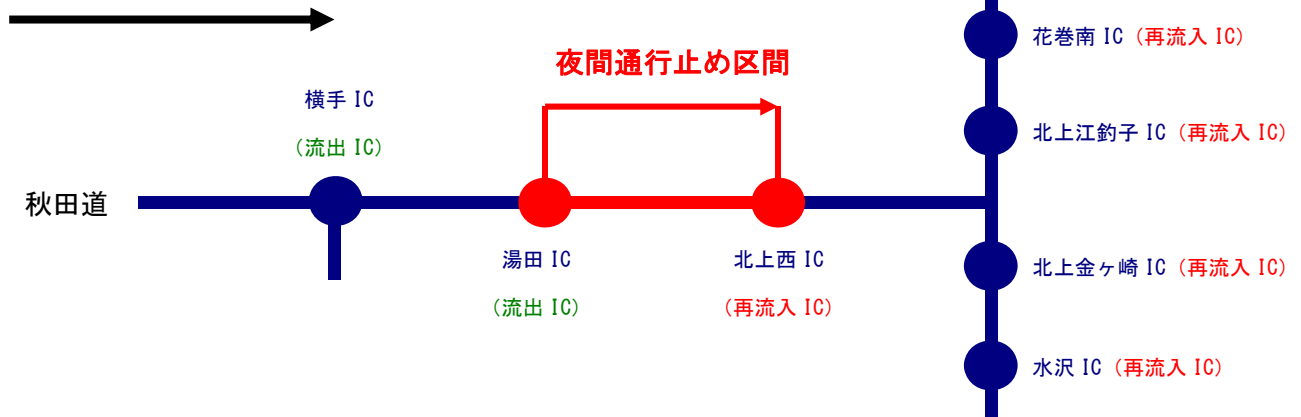 花巻南 IC（再流入 IC）
夜間通行止め区間
横手 IC
（流出 IC）
北上江釣子 IC（再流入 IC）
秋田道
湯田 IC
（流出 IC）
北上西 IC
（再流入 IC）
北上金ヶ崎 IC（再流入 IC）
水沢 IC（再流入 IC）